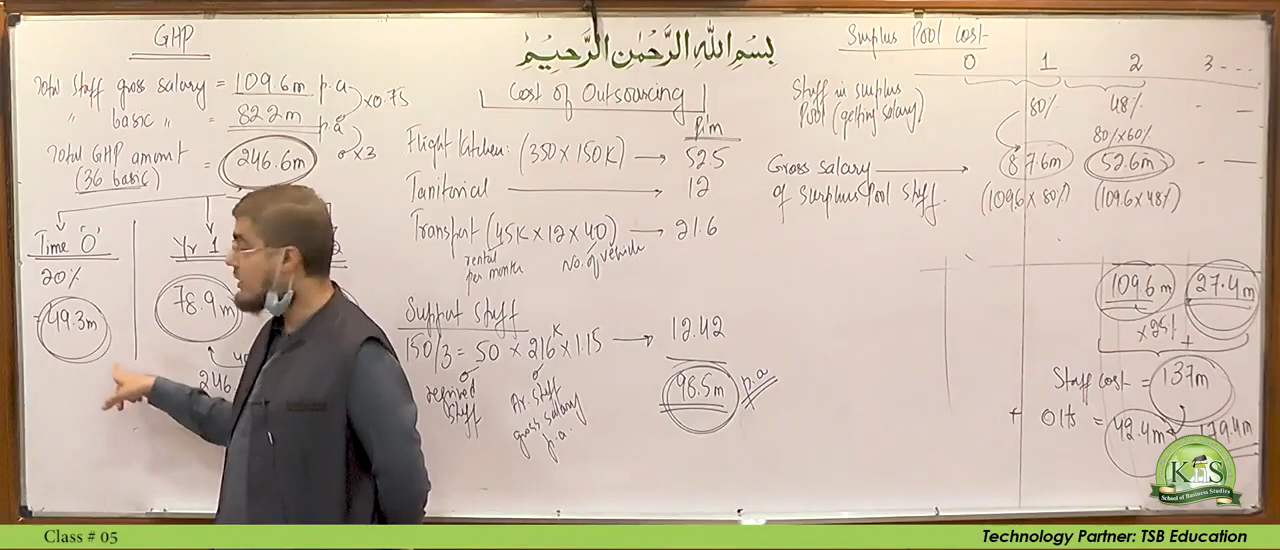 GHP
Total Staff gross salary = 109.6m p.a
" basic " = 82.2m p.a
x0.75
x3
Total GHP amount = 246.6m
(36 basic)
Time '0'
20%
=49.3m
Yr 1
2
78.9m
246
بِسْمِ اللهِ الرَّحْمٰنِ الرَّحِيْمِ
Cost of Outsourcing
p.m
Flight Kitchen: (350 x 150K) → 52.5
Janitorial → 12
Transport (45K x 12 x 40) → 21.6
rental per month
No. of vehicle
Support Staff
150/3 = 50 x 216K x 1.15 → 12.42
required staff
Av. staff gross salary p.a.
98.5m p.a
Surplus Pool Cost
0 1 2 3 ----
Staff in surplus Pool (getting salary) 80% 48% - -
80% x 60%
Gross salary of Surplus Pool Staff. → 87.6m 52.6m - -
(109.6 x 80%) (109.6 x 48%)
109.6m 27.4m
x25%
+
Staff cost = 137m
+ OHs = 42.4m 179.4m
KnS
School of Business Studies
Class # 05
Technology Partner: TSB Education